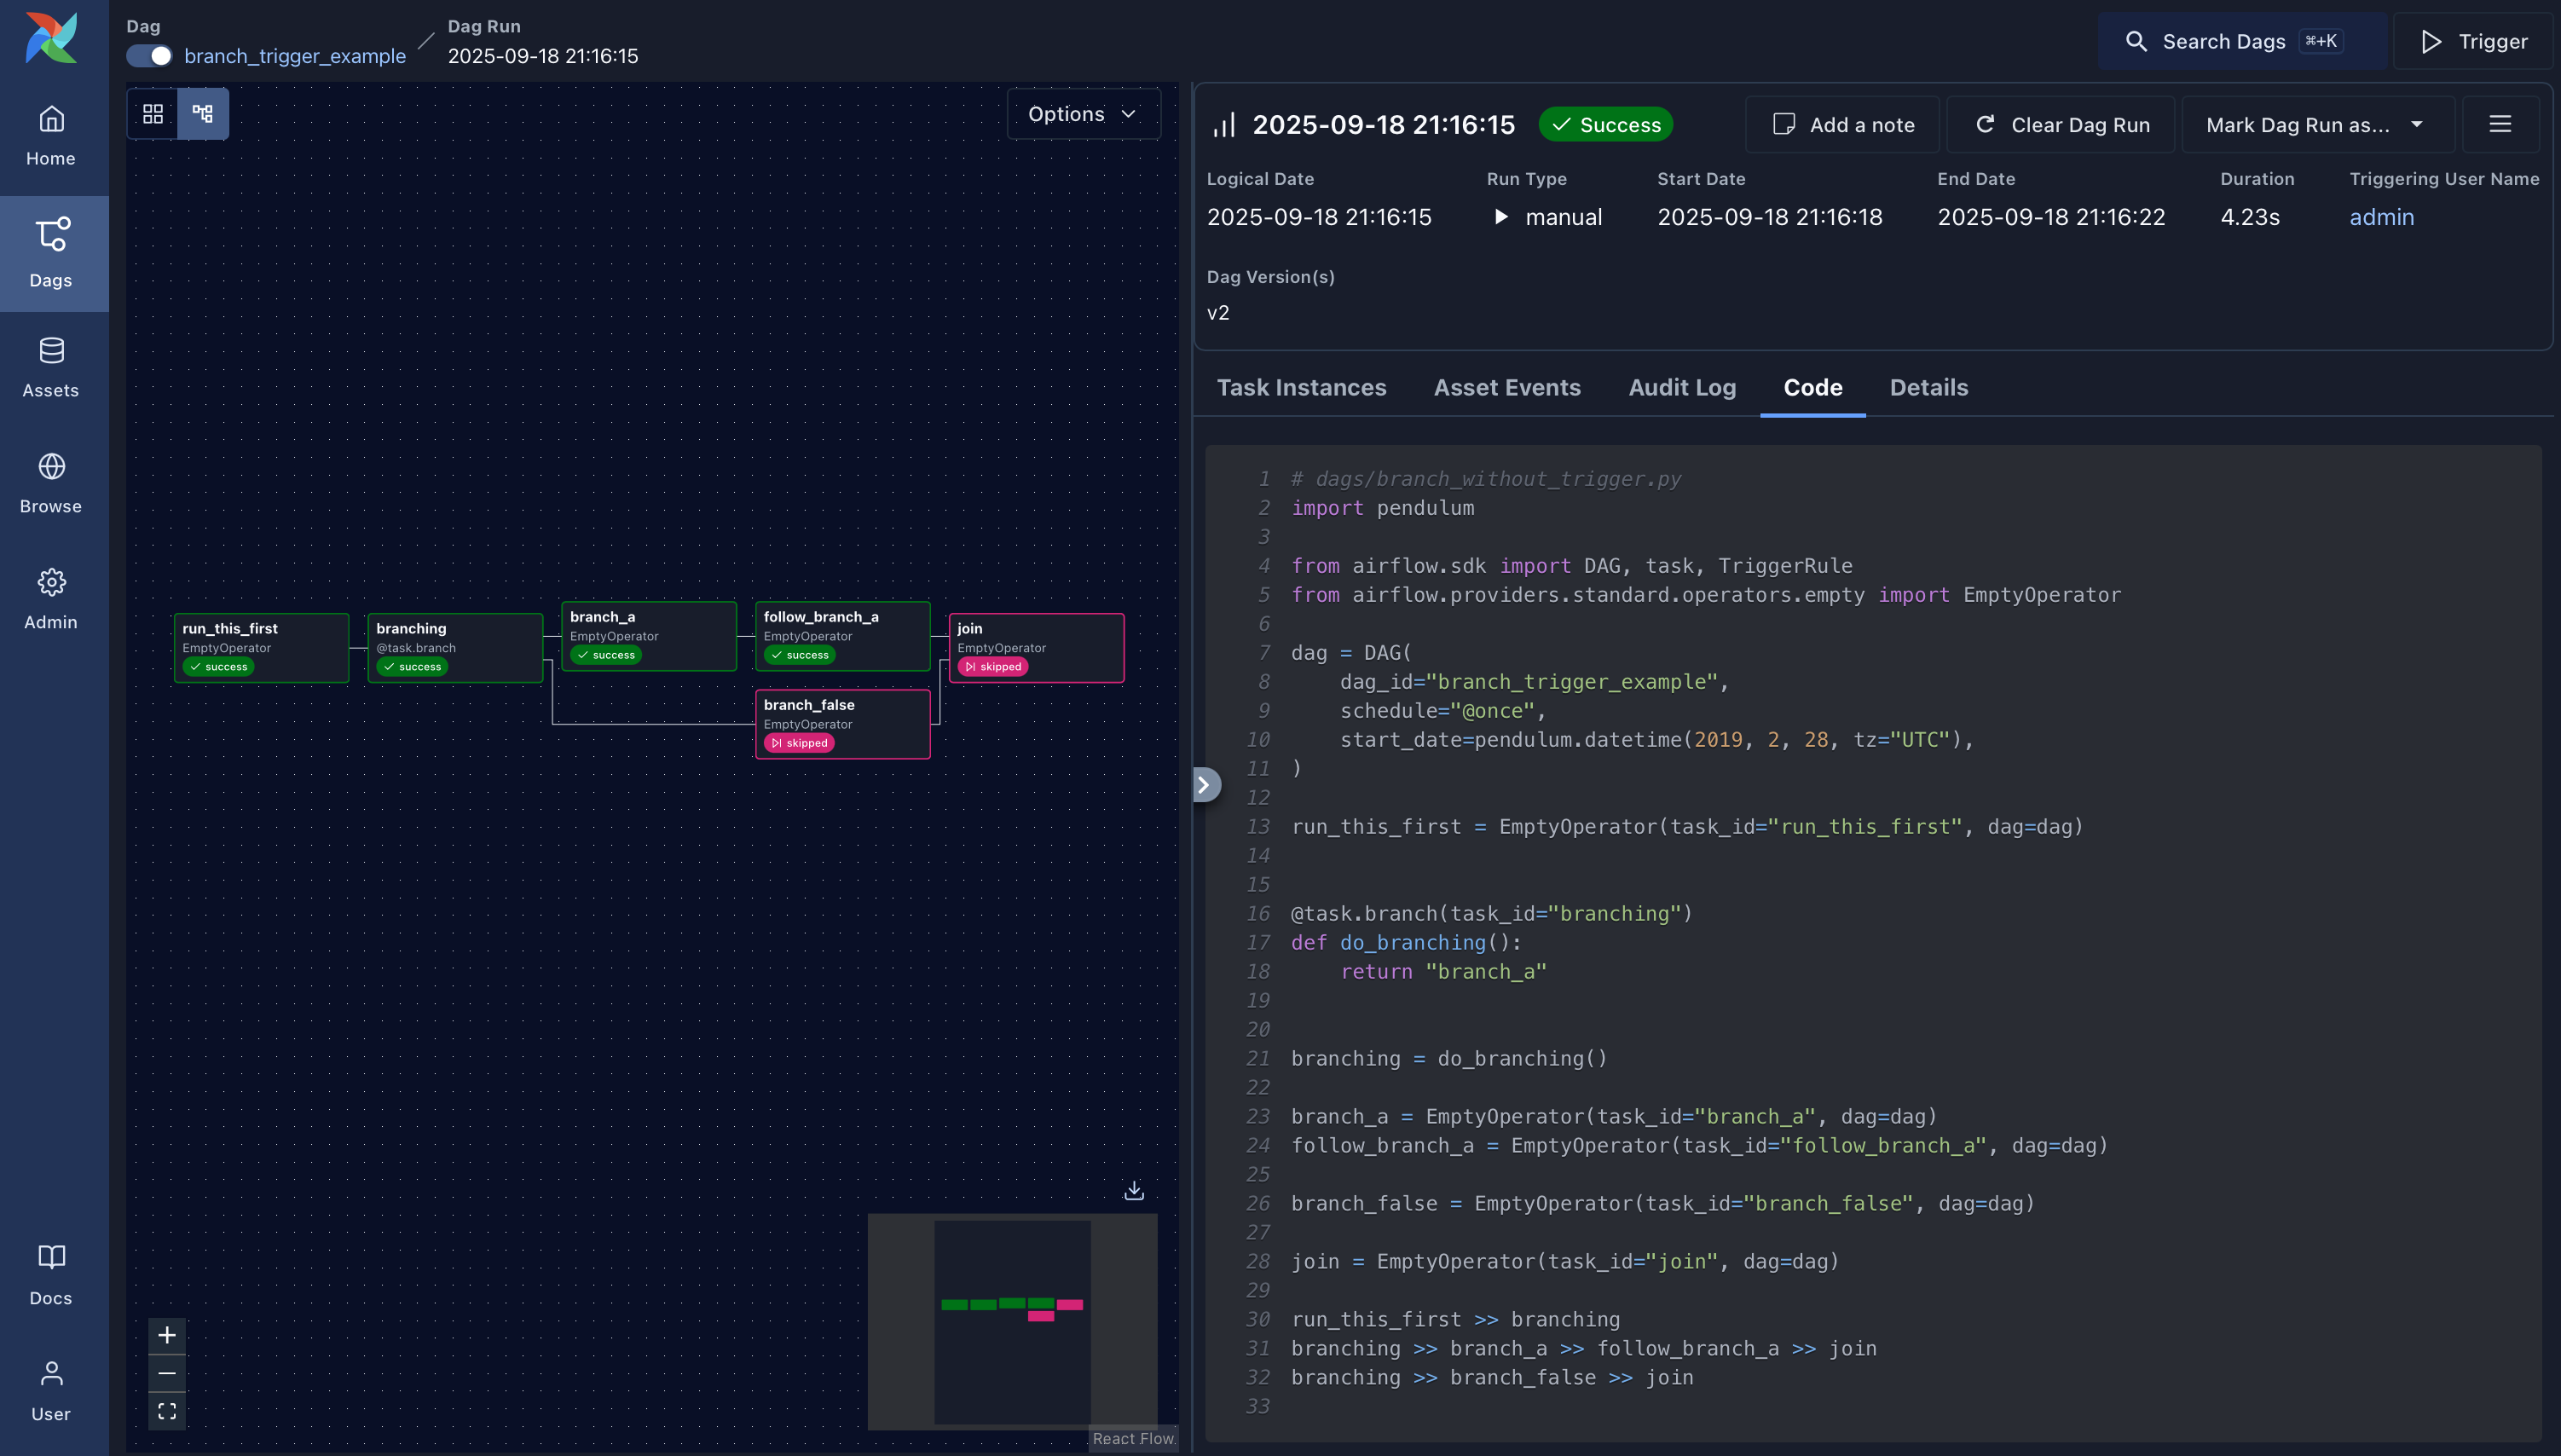 Dag
branch_trigger_example
Dag Run
2025-09-18 21:16:15
Search Dags
⌘+K
Trigger
Home
Dags
Assets
Browse
Admin
Docs
User
Options
run_this_first
EmptyOperator
success
branching
@task.branch
success
branch_a
EmptyOperator
success
follow_branch_a
EmptyOperator
success
join
EmptyOperator
skipped
branch_false
EmptyOperator
skipped
React Flow
2025-09-18 21:16:15
Success
Add a note
Clear Dag Run
Mark Dag Run as...
Logical Date
2025-09-18 21:16:15
Run Type
manual
Start Date
2025-09-18 21:16:18
End Date
2025-09-18 21:16:22
Duration
4.23s
Triggering User Name
admin
Dag Version(s)
v2
Task Instances
Asset Events
Audit Log
Code
Details
1 # dags/branch_without_trigger.py
2 import pendulum
3
4 from airflow.sdk import DAG, task, TriggerRule
5 from airflow.providers.standard.operators.empty import EmptyOperator
6
7 dag = DAG(
8     dag_id="branch_trigger_example",
9     schedule="@once",
10     start_date=pendulum.datetime(2019, 2, 28, tz="UTC"),
11 )
12
13 run_this_first = EmptyOperator(task_id="run_this_first", dag=dag)
14
15
16 @task.branch(task_id="branching")
17 def do_branching():
18     return "branch_a"
19
20
21 branching = do_branching()
22
23 branch_a = EmptyOperator(task_id="branch_a", dag=dag)
24 follow_branch_a = EmptyOperator(task_id="follow_branch_a", dag=dag)
25
26 branch_false = EmptyOperator(task_id="branch_false", dag=dag)
27
28 join = EmptyOperator(task_id="join", dag=dag)
29
30 run_this_first >> branching
31 branching >> branch_a >> follow_branch_a >> join
32 branching >> branch_false >> join
33